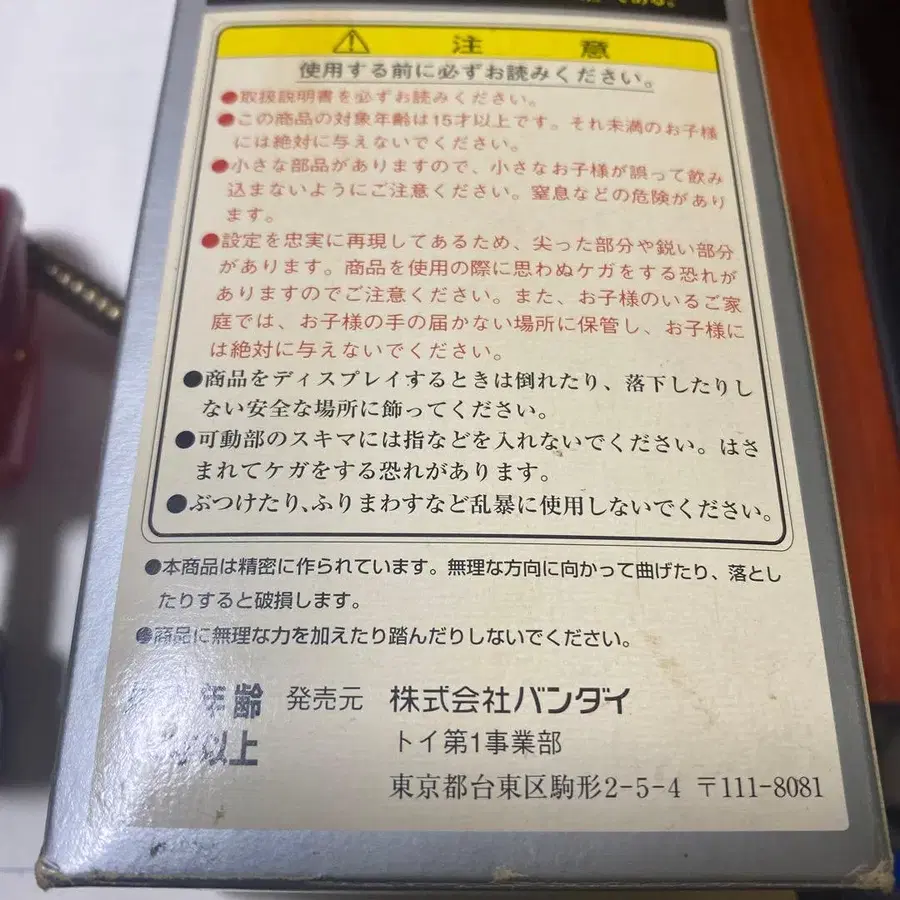 である。
注意
使用する前に必ずお読みください。
●取扱説明書を必ずお読みください。
●この商品の対象年齢は15才以上です。それ未満のお子様
には絶対に与えないでください。
●小さな部品がありますので、小さなお子様が誤って飲み
込まないようにご注意ください。窒息などの危険があり
ます。
●設定を忠実に再現してあるため、尖った部分や鋭い部分
があります。商品を使用の際に思わぬケガをする恐れが
ありますのでご注意ください。また、お子様のいるご家
庭では、お子様の手の届かない場所に保管し、お子様に
は絶対に与えないでください。
●商品をディスプレイするときは倒れたり、落下したりし
ない安全な場所に飾ってください。
●可動部のスキマには指などを入れないでください。はさ
まれてケガをする恐れがあります。
●ぶつけたり、ふりまわすなど乱暴に使用しないでください。
●本商品は精密に作られています。無理な方向に向かって曲げたり、落とし
たりすると破損します。
●商品に無理な力を加えたり踏んだりしないでください。
年齢 発売元 株式会社バンダイ
以上 トイ第1事業部
東京都台東区駒形2-5-4 〒111-8081